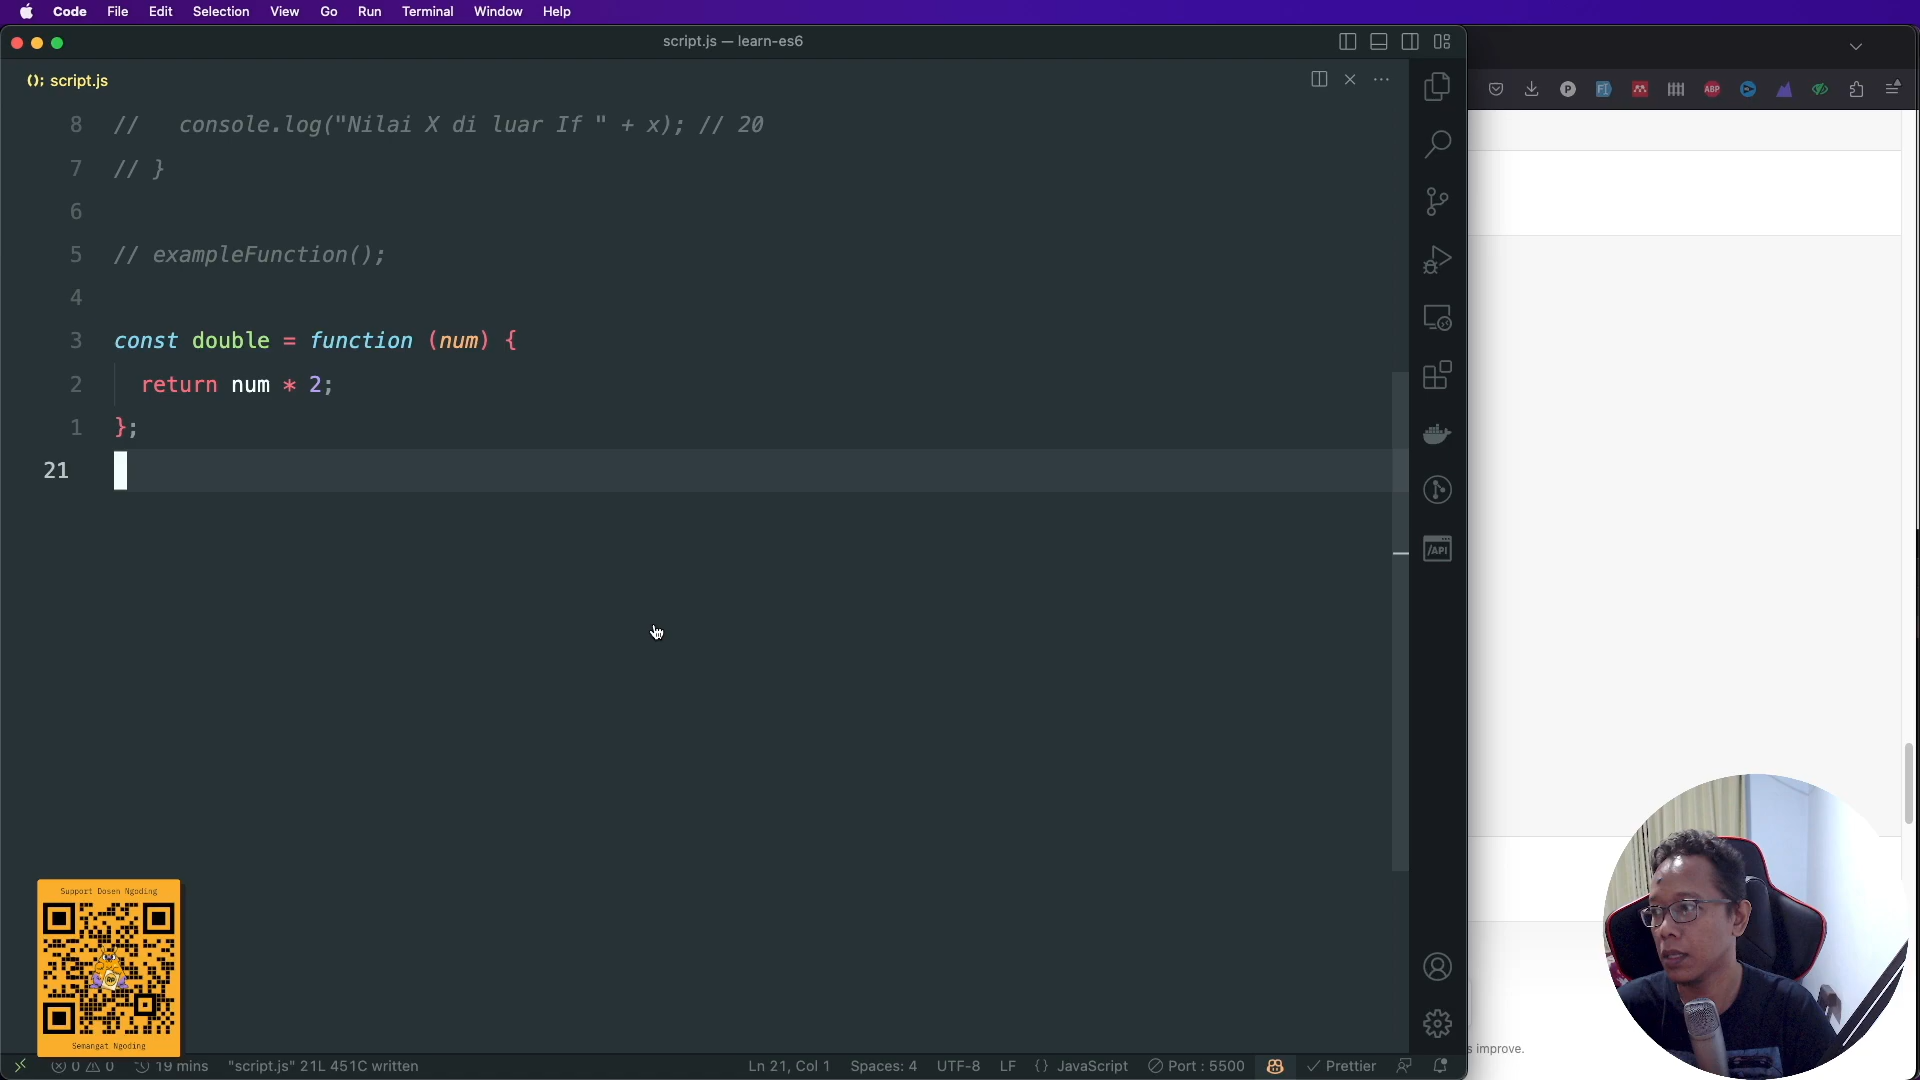 Code File Edit Selection View Go Run Terminal Window Help
script.js — learn-es6
script.js
8 //   console.log("Nilai X di luar If " + x); // 20
7 // }
6
5 // exampleFunction();
4
3 const double = function (num) {
2   return num * 2;
1 };
21
ABP
/API
Support Dosen Ngoding
Semangat Ngoding
0 0 19 mins "script.js" 21L 451C written Ln 21, Col 1 Spaces: 4 UTF-8 LF {} JavaScript Port : 5500 Prettier
s improve.